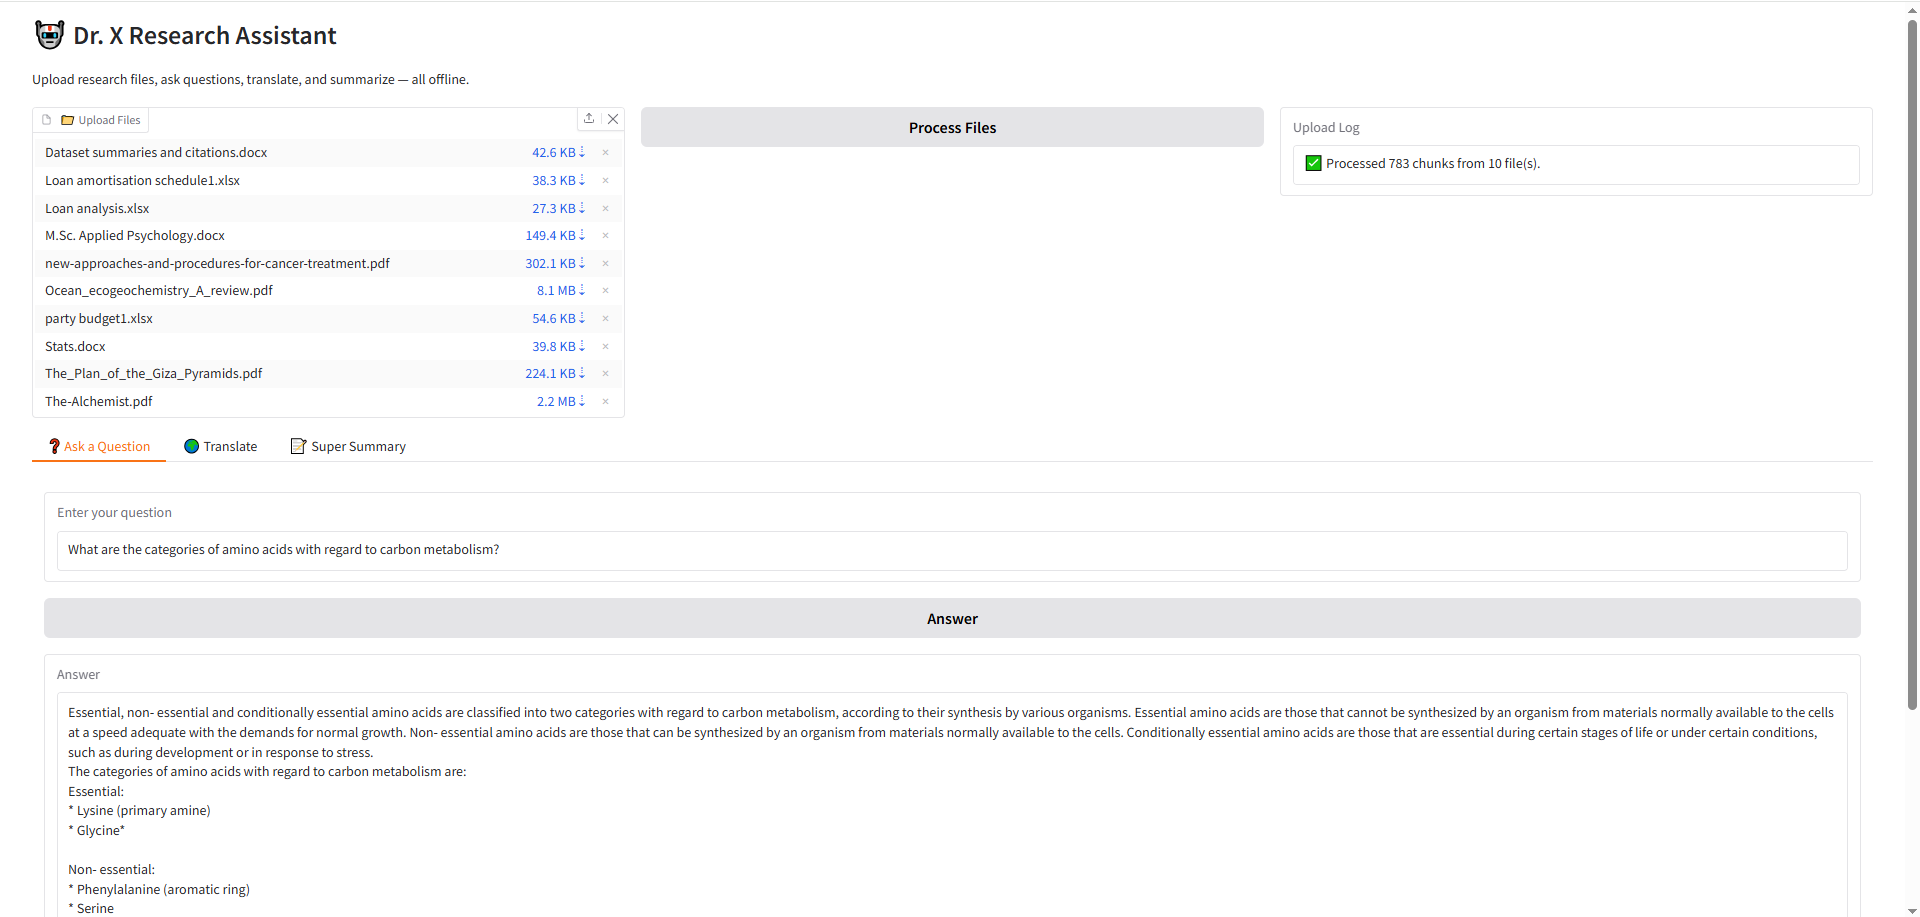 Dr. X Research Assistant
Upload research files, ask questions, translate, and summarize — all offline.
Upload Files
Dataset summaries and citations.docx 42.6 KB ⇣ ×
Loan amortisation schedule1.xlsx 38.3 KB ⇣ ×
Loan analysis.xlsx 27.3 KB ⇣ ×
M.Sc. Applied Psychology.docx 149.4 KB ⇣ ×
new-approaches-and-procedures-for-cancer-treatment.pdf 302.1 KB ⇣ ×
Ocean_ecogeochemistry_A_review.pdf 8.1 MB ⇣ ×
party budget1.xlsx 54.6 KB ⇣ ×
Stats.docx 39.8 KB ⇣ ×
The_Plan_of_the_Giza_Pyramids.pdf 224.1 KB ⇣ ×
The-Alchemist.pdf 2.2 MB ⇣ ×
Process Files
Upload Log
✅ Processed 783 chunks from 10 file(s).
❓ Ask a Question
Translate
Super Summary
Enter your question
What are the categories of amino acids with regard to carbon metabolism?
Answer
Answer
Essential, non- essential and conditionally essential amino acids are classified into two categories with regard to carbon metabolism, according to their synthesis by various organisms. Essential amino acids are those that cannot be synthesized by an organism from materials normally available to the cells
at a speed adequate with the demands for normal growth. Non- essential amino acids are those that can be synthesized by an organism from materials normally available to the cells. Conditionally essential amino acids are those that are essential during certain stages of life or under certain conditions,
such as during development or in response to stress.
The categories of amino acids with regard to carbon metabolism are:
Essential:
* Lysine (primary amine)
* Glycine*
Non- essential:
* Phenylalanine (aromatic ring)
* Serine